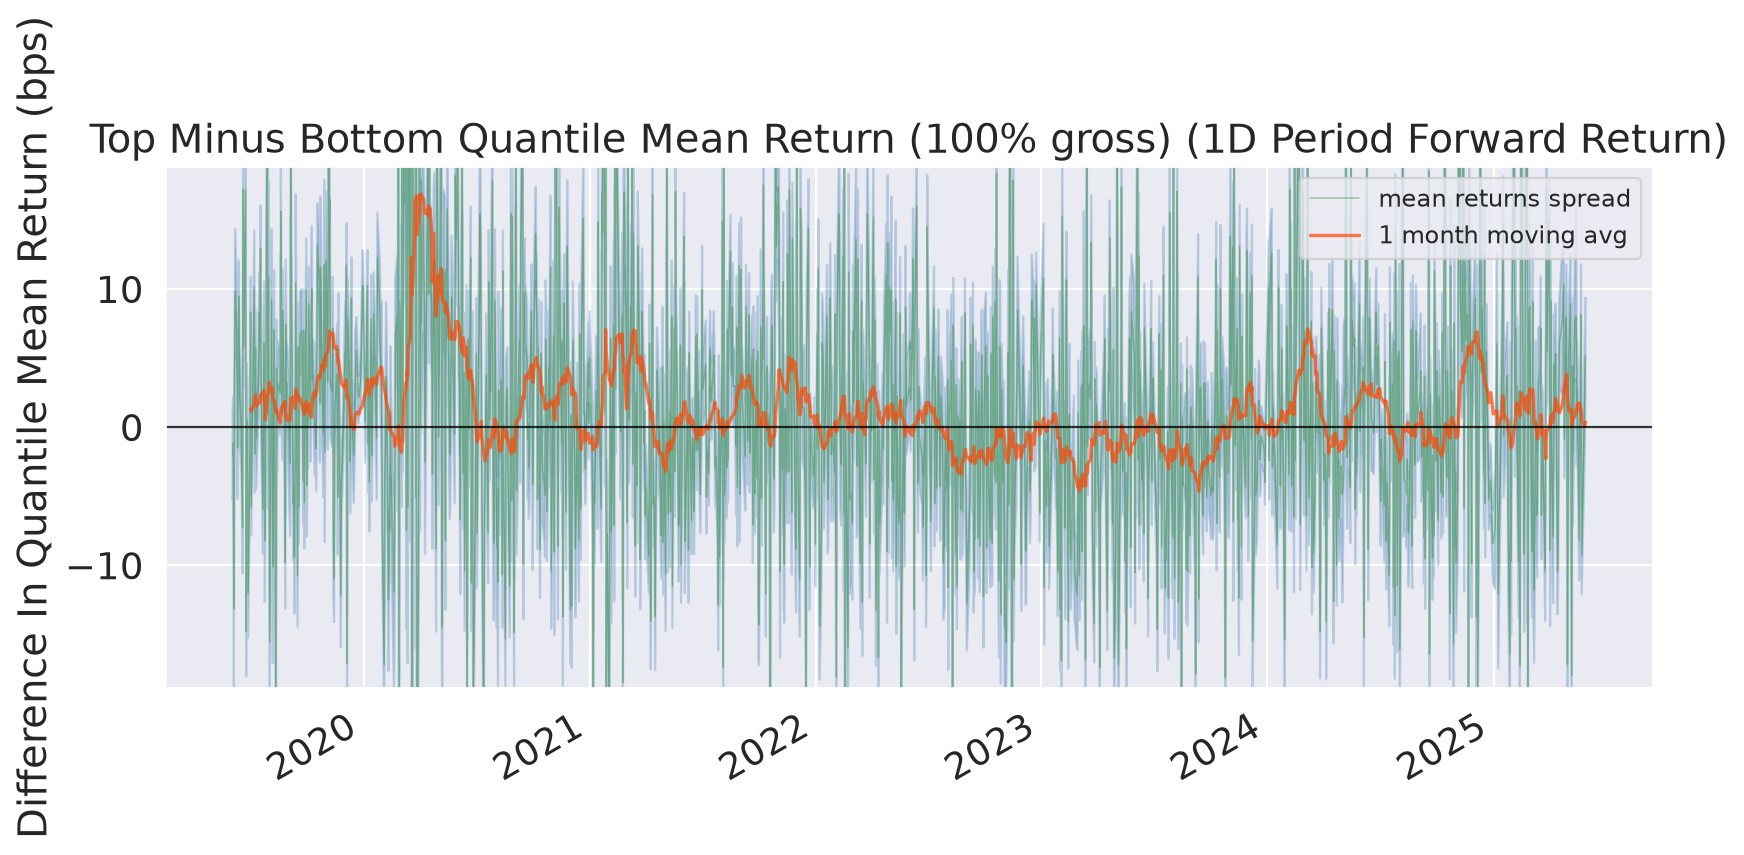 Top Minus Bottom Quantile Mean Return (100% gross) (1D Period Forward Return)
Difference In Quantile Mean Return (bps)
mean returns spread
1 month moving avg
10
0
−10
2020
2021
2022
2023
2024
2025